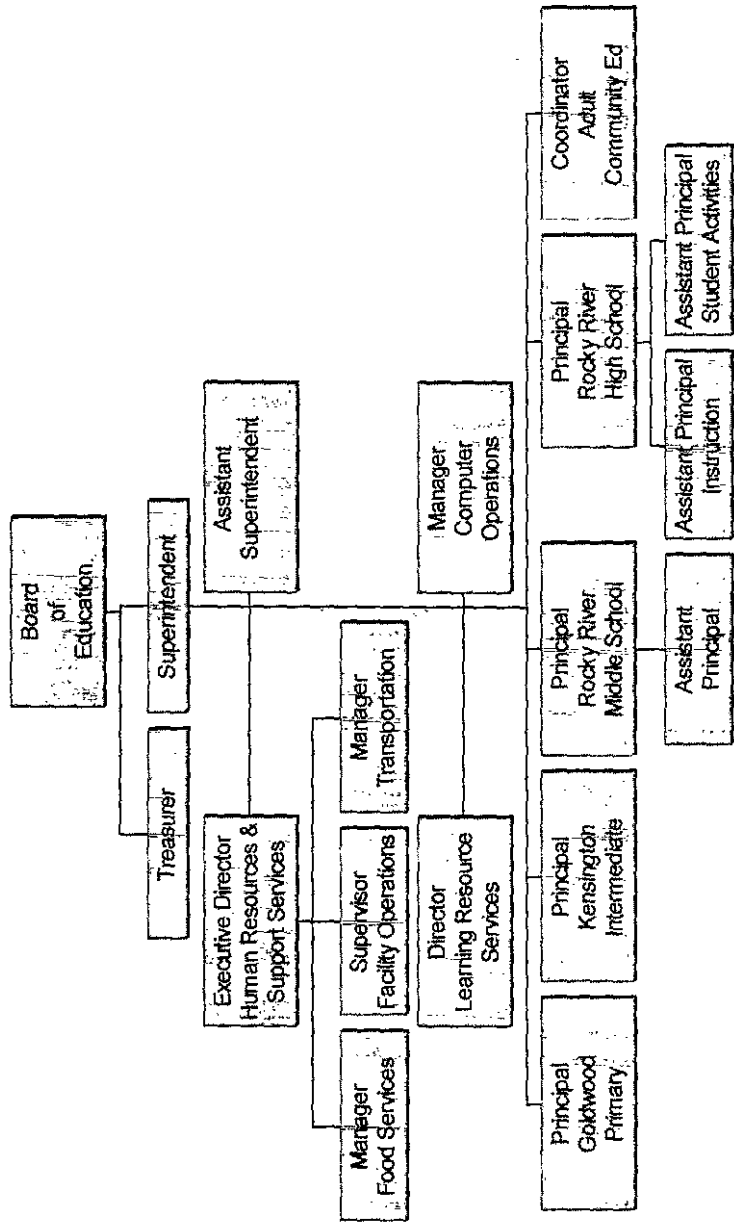 Board
of
Education
Treasurer
Superintendent
Executive Director
Human Resources &
Support Services
Assistant
Superintendent
Manager
Food Services
Supervisor
Facility Operations
Manager
Transportation
Director
Learning Resource
Services
Manager
Computer
Operations
Principal
Goldwood
Primary
Principal
Kensington
Intermediate
Principal
Rocky River
Middle School
Principal
Rocky River
High School
Coordinator
Adult
Community Ed
Assistant
Principal
Assistant Principal
Instruction
Assistant Principal
Student Activities